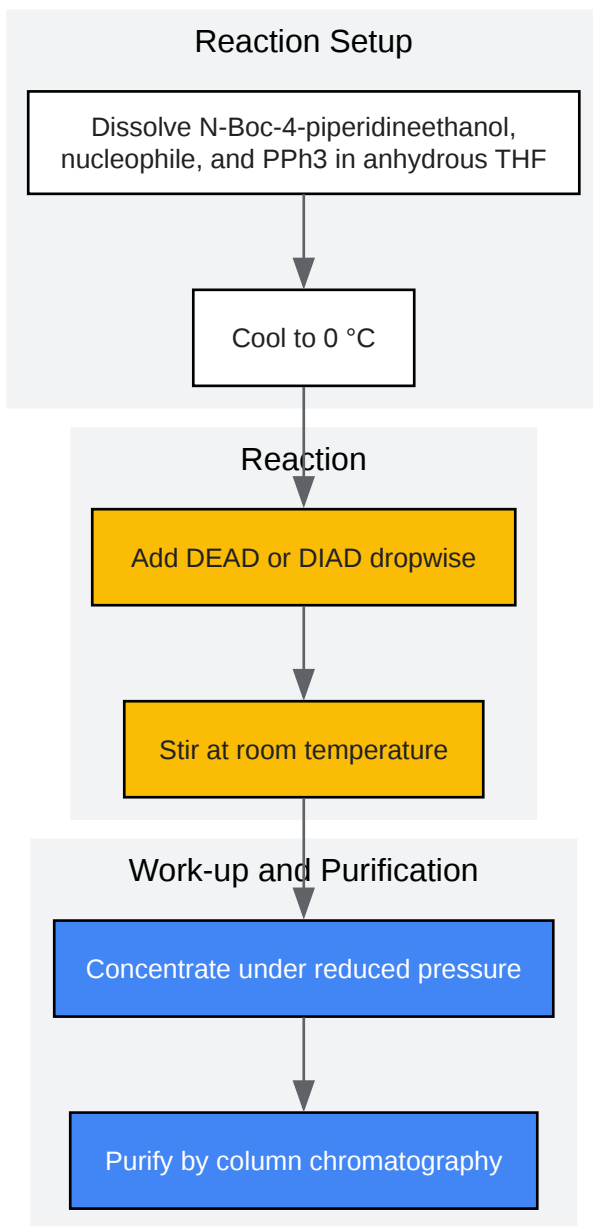 Reaction Setup
Dissolve N-Boc-4-piperidineethanol,
nucleophile, and PPh3 in anhydrous THF
Cool to 0 °C
Reaction
Add DEAD or DIAD dropwise
Stir at room temperature
Work-up and Purification
Concentrate under reduced pressure
Purify by column chromatography